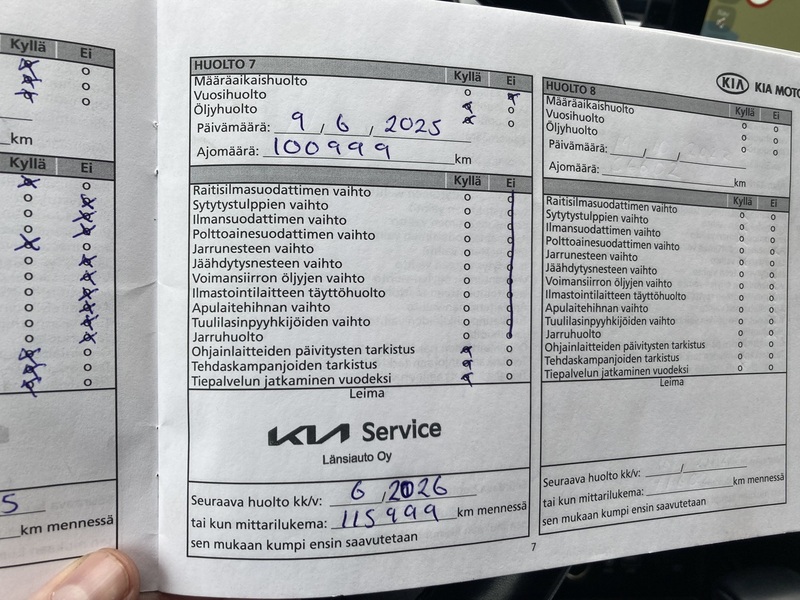 Kyllä Ei
km
Kyllä Ei
5
km mennessä
HUOLTO 7
Kyllä Ei
Määräaikaishuolto
Vuosihuolto
Öljyhuolto
Päivämäärä: 9 / 6 / 2025
Ajomäärä: 100999 km
Kyllä Ei
Raitisilmasuodattimen vaihto
Sytytystulppien vaihto
Ilmansuodattimen vaihto
Polttoainesuodattimen vaihto
Jarrunesteen vaihto
Jäähdytysnesteen vaihto
Voimansiirron öljyjen vaihto
Ilmastointilaitteen täyttöhuolto
Apulaitehihnan vaihto
Tuulilasinpyyhkijöiden vaihto
Jarruhuolto
Ohjainlaitteiden päivitysten tarkistus
Tehdaskampanjoiden tarkistus
Tiepalvelun jatkaminen vuodeksi
Leima
KIA Service
Länsiauto Oy
Seuraava huolto kk/v: 6 / 2026
tai kun mittarilukema: 115999 km mennessä
sen mukaan kumpi ensin saavutetaan
7
KIA KIA MOTO
HUOLTO 8
Kyllä Ei
Määräaikaishuolto
Vuosihuolto
Öljyhuolto
Päivämäärä: / /
Ajomäärä: km
Kyllä Ei
Raitisilmasuodattimen vaihto
Sytytystulppien vaihto
Ilmansuodattimen vaihto
Polttoainesuodattimen vaihto
Jarrunesteen vaihto
Jäähdytysnesteen vaihto
Voimansiirron öljyjen vaihto
Ilmastointilaitteen täyttöhuolto
Apulaitehihnan vaihto
Tuulilasinpyyhkijöiden vaihto
Jarruhuolto
Ohjainlaitteiden päivitysten tarkistus
Tehdaskampanjoiden tarkistus
Tiepalvelun jatkaminen vuodeksi
Leima
Seuraava huolto kk/v: /
tai kun mittarilukema: km mennessä
sen mukaan kumpi ensin saavutetaan